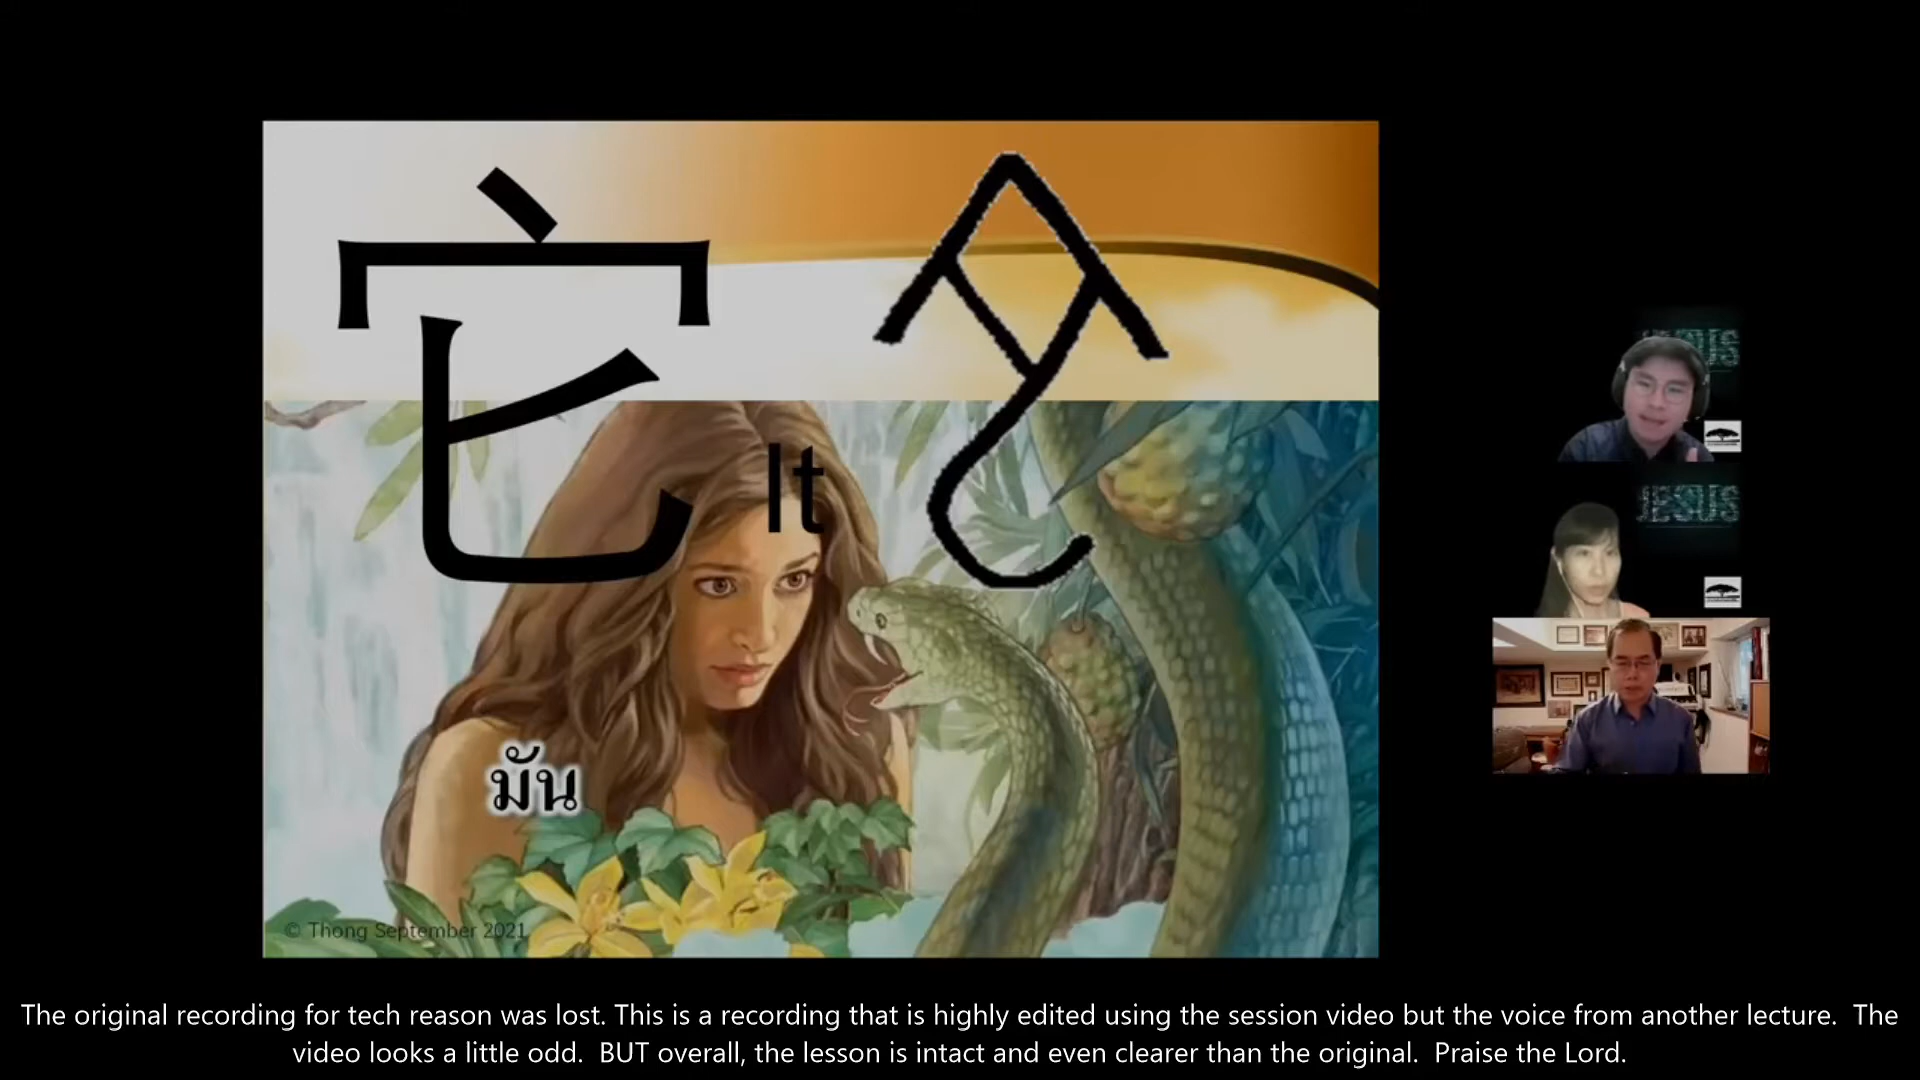 它
It
มัน
© Thong September 2021
JESUS
JESUS
The original recording for tech reason was lost. This is a recording that is highly edited using the session video but the voice from another lecture. The
video looks a little odd. BUT overall, the lesson is intact and even clearer than the original. Praise the Lord.